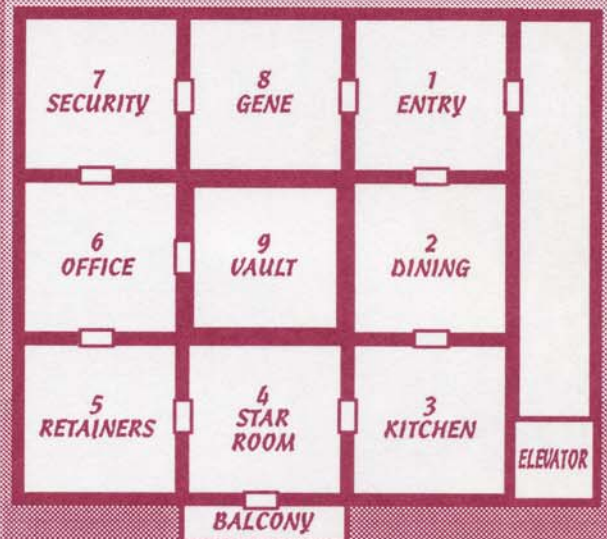 7
SECURITY
8
GENE
1
ENTRY
6
OFFICE
9
VAULT
2
DINING
5
RETAINERS
4
STAR
ROOM
3
KITCHEN
ELEVATOR
BALCONY